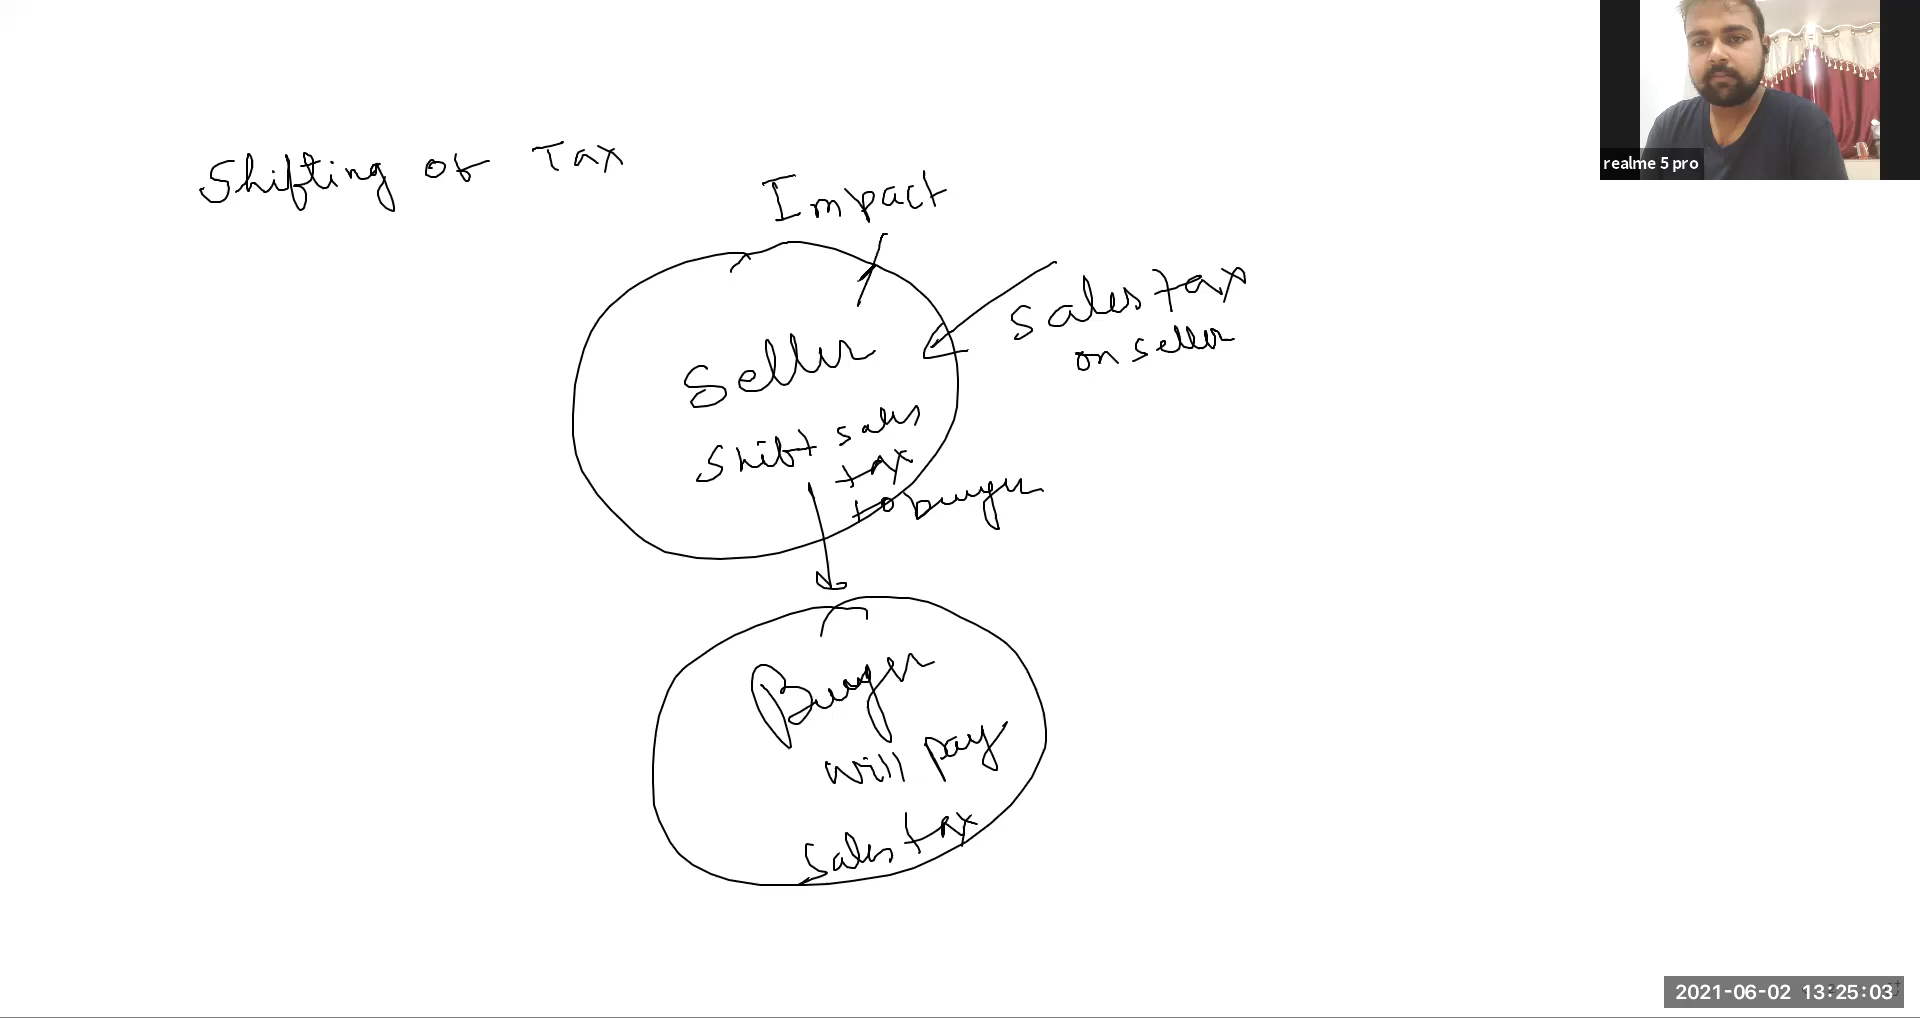 Shifting of Tax
Impact
Sales tax
on seller
Seller
Shift sales
tax
to buyer
Buyer
will pay
Sales tax
realme 5 pro
2021-06-02 13:25:03